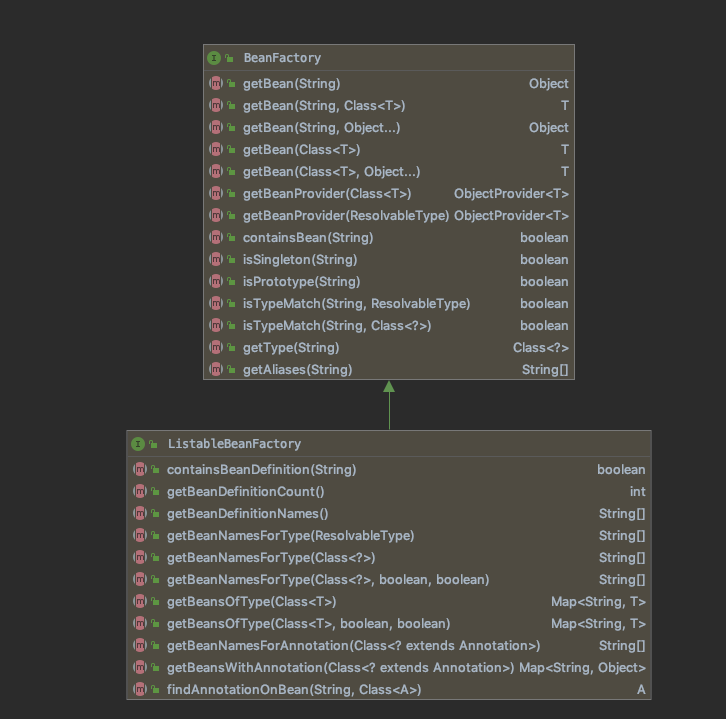 BeanFactory
getBean(String) Object
getBean(String, Class<T>) T
getBean(String, Object...) Object
getBean(Class<T>) T
getBean(Class<T>, Object...) T
getBeanProvider(Class<T>) ObjectProvider<T>
getBeanProvider(ResolvableType) ObjectProvider<T>
containsBean(String) boolean
isSingleton(String) boolean
isPrototype(String) boolean
isTypeMatch(String, ResolvableType) boolean
isTypeMatch(String, Class<?>) boolean
getType(String) Class<?>
getAliases(String) String[]
ListableBeanFactory
containsBeanDefinition(String) boolean
getBeanDefinitionCount() int
getBeanDefinitionNames() String[]
getBeanNamesForType(ResolvableType) String[]
getBeanNamesForType(Class<?>) String[]
getBeanNamesForType(Class<?>, boolean, boolean) String[]
getBeansOfType(Class<T>) Map<String, T>
getBeansOfType(Class<T>, boolean, boolean) Map<String, T>
getBeanNamesForAnnotation(Class<? extends Annotation>) String[]
getBeansWithAnnotation(Class<? extends Annotation>) Map<String, Object>
findAnnotationOnBean(String, Class<A>) A